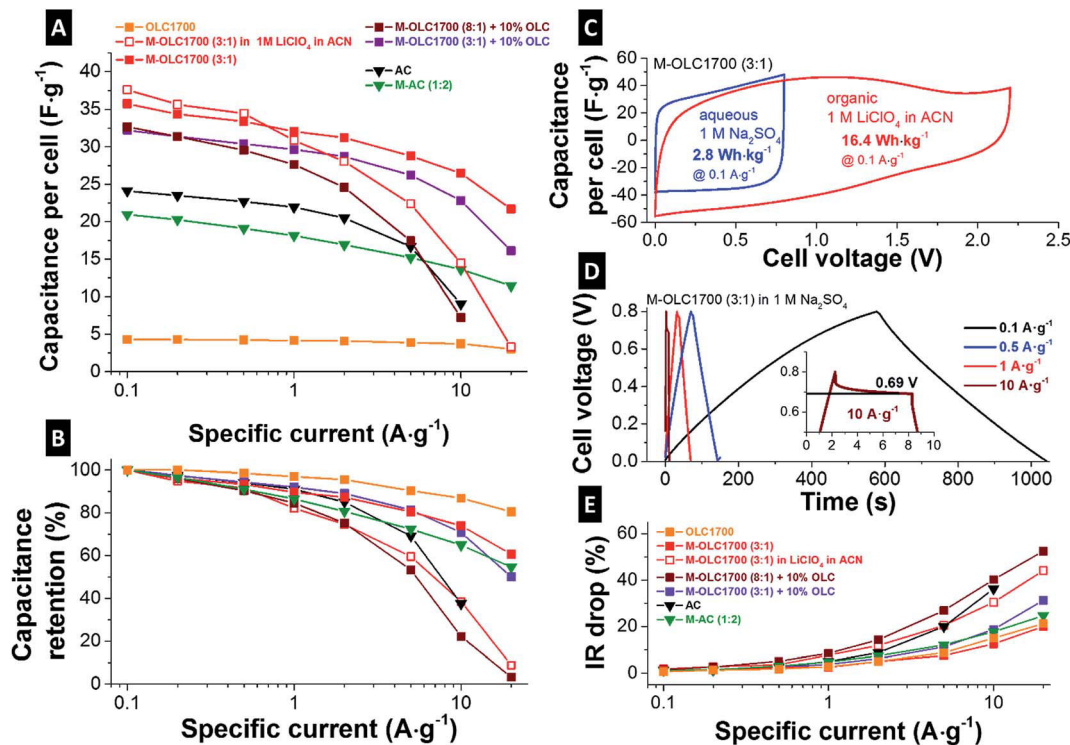 A
OLC1700
M-OLC1700 (3:1) in 1M LiClO4 in ACN
M-OLC1700 (3:1)
M-OLC1700 (8:1) + 10% OLC
M-OLC1700 (3:1) + 10% OLC
AC
M-AC (1:2)
Capacitance per cell (F·g⁻¹)
40
35
30
25
20
15
10
5
0
0.1
1
10
Specific current (A·g⁻¹)
B
Capacitance
retention (%)
100
80
60
40
20
0
0.1
1
10
Specific current (A·g⁻¹)
C
M-OLC1700 (3:1)
Capacitance
per cell (F·g⁻¹)
60
40
20
0
-20
-40
-60
aqueous
1 M Na2SO4
2.8 Wh·kg⁻¹
@ 0.1 A·g⁻¹
organic
1 M LiClO4 in ACN
16.4 Wh·kg⁻¹
@ 0.1 A·g⁻¹
0.0
0.5
1.0
1.5
2.0
2.5
Cell voltage (V)
D
M-OLC1700 (3:1) in 1 M Na2SO4
Cell voltage (V)
0.8
0.4
0.0
0.1 A·g⁻¹
0.5 A·g⁻¹
1 A·g⁻¹
10 A·g⁻¹
0.8
0.6
0.69 V
10 A·g⁻¹
0
2
4
6
8
10
0
200
400
600
800
1000
Time (s)
E
OLC1700
M-OLC1700 (3:1)
M-OLC1700 (3:1) in LiClO4 in ACN
M-OLC1700 (8:1) + 10% OLC
M-OLC1700 (3:1) + 10% OLC
AC
M-AC (1:2)
IR drop (%)
60
40
20
0
0.1
1
10
Specific current (A·g⁻¹)